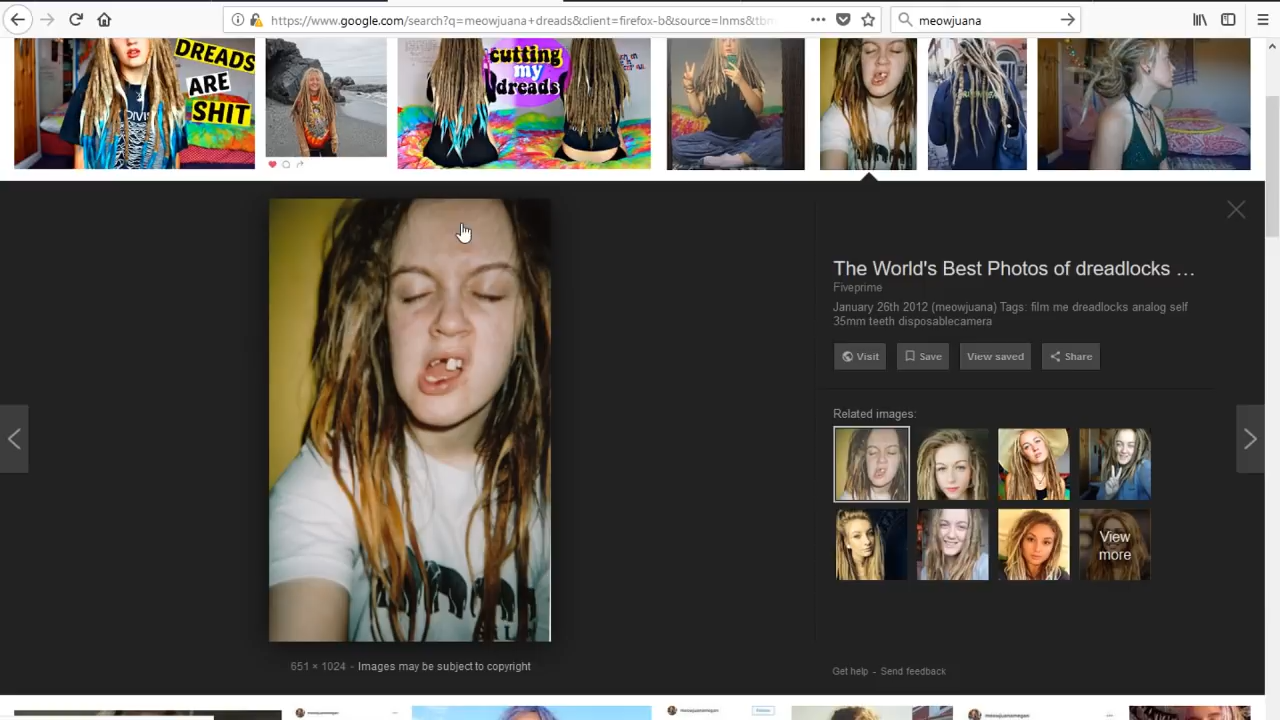 https://www.google.com/search?q=meowjuana+dreads&client=firefox-b&source=lnms&tbm
meowjuana
DREADS
ARE
SHIT
cutting
my
dreads!
The World's Best Photos of dreadlocks …
Fiveprime
January 26th 2012 (meowjuana) Tags: film me dreadlocks analog self
35mm teeth disposablecamera
Visit
Save
View saved
Share
Related images:
View
more
651 × 1024 - Images may be subject to copyright
Get help - Send feedback